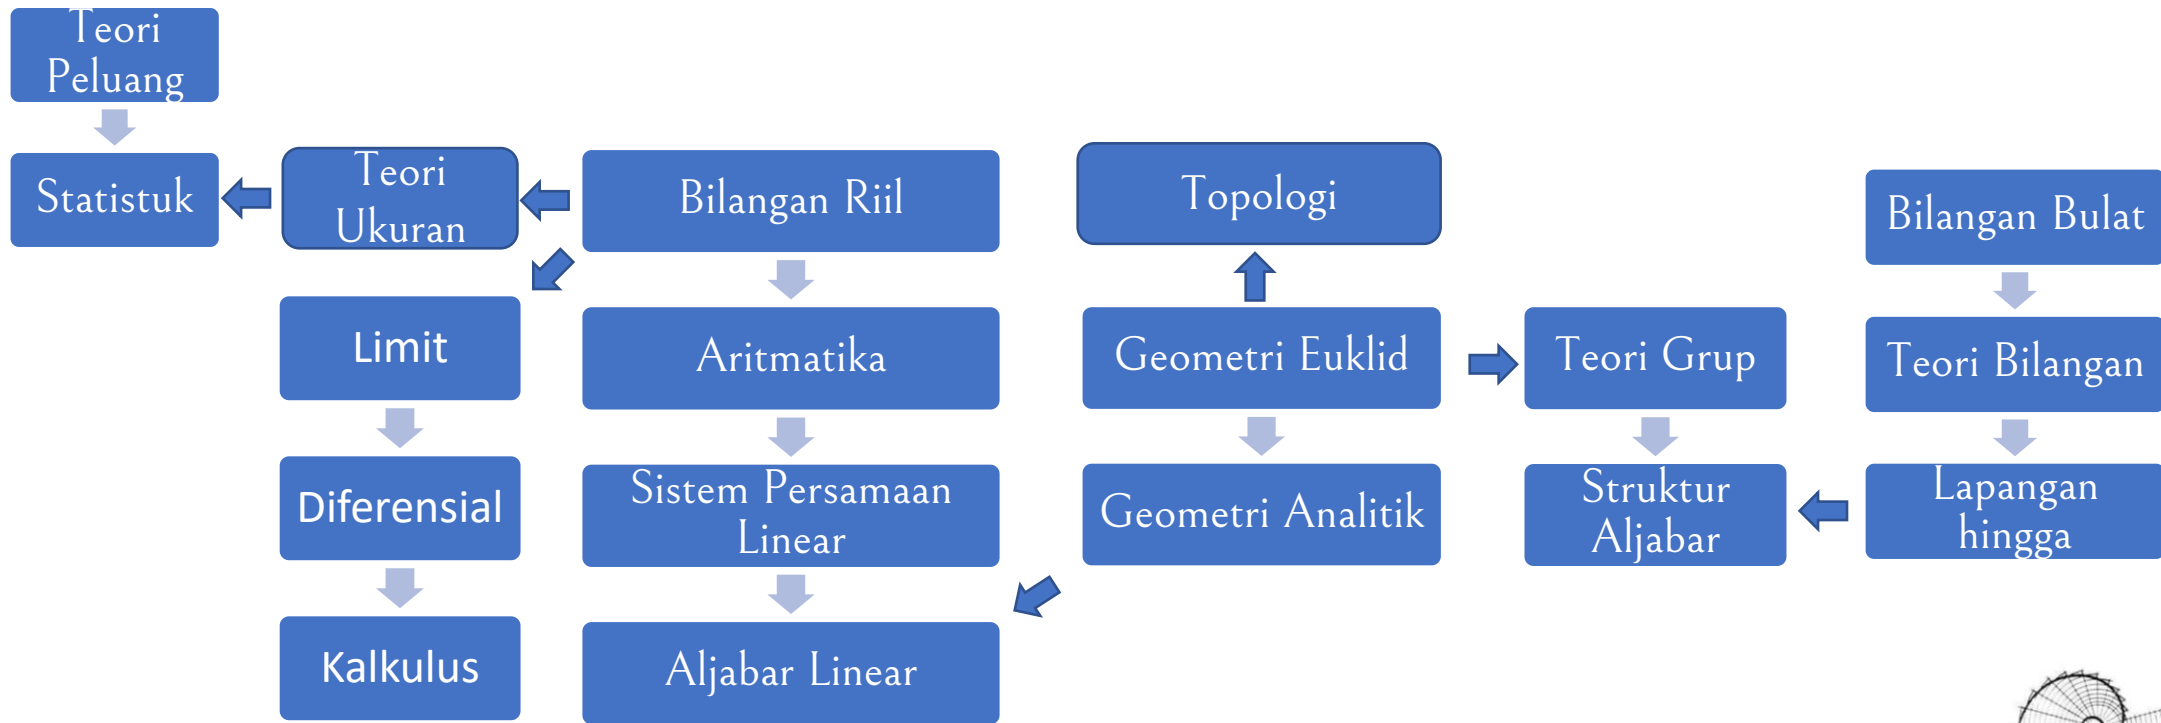 Teori
Peluang
Statistuk
Teori
Ukuran
Bilangan Riil
Topologi
Bilangan Bulat
Limit
Aritmatika
Geometri Euklid
Teori Grup
Teori Bilangan
Diferensial
Sistem Persamaan
Linear
Geometri Analitik
Struktur
Aljabar
Lapangan
hingga
Kalkulus
Aljabar Linear